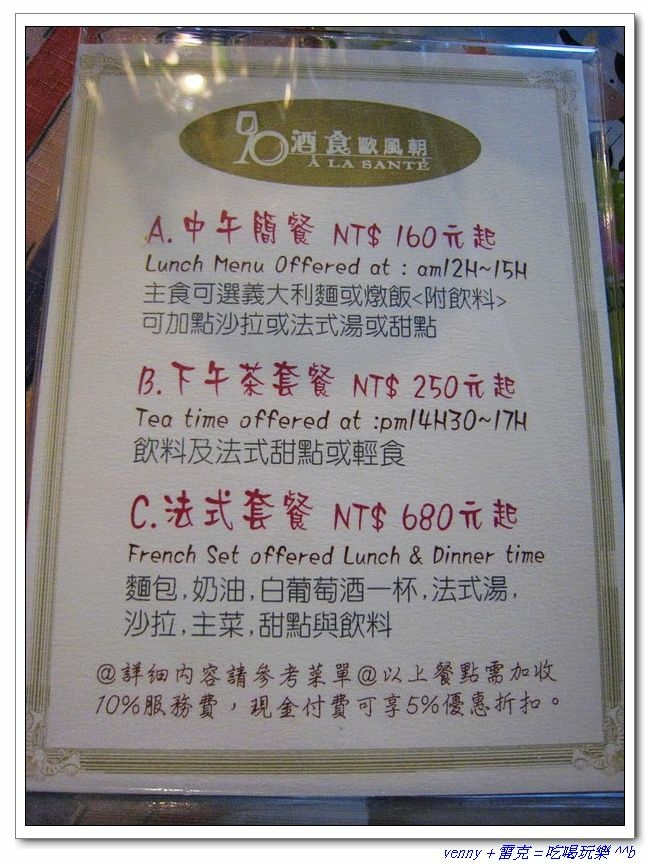 酒食歐風朝
À LA SANTÉ
A.中午簡餐 NT$ 160元起
Lunch Menu Offered at : am12H~15H
主食可選義大利麵或燉飯<附飲料>
可加點沙拉或法式湯或甜點
B.下午茶套餐 NT$ 250元起
Tea time offered at :pm14H30~17H
飲料及法式甜點或輕食
C.法式套餐 NT$ 680元起
French Set offered Lunch & Dinner time
麵包,奶油,白葡萄酒一杯,法式湯,
沙拉,主菜,甜點與飲料
@詳細內容請參考菜單@以上餐點需加收
10%服務費，現金付費可享5%優惠折扣。
venny + 雷克 = 吃喝玩樂 ^^b